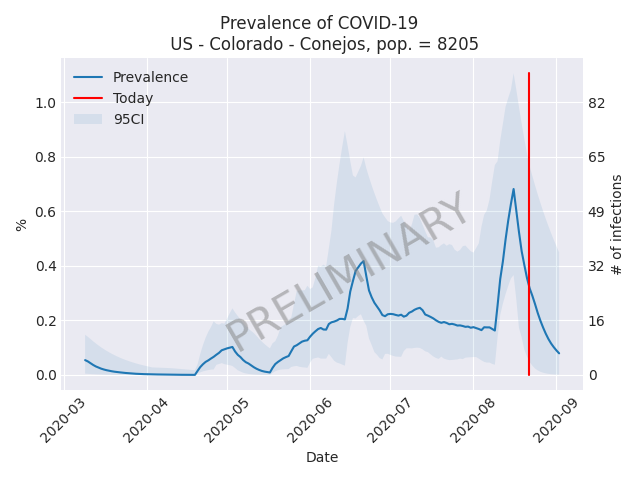 Prevalence of COVID-19
US - Colorado - Conejos, pop. = 8205
Prevalence
Today
95CI
1.0
0.8
0.6
0.4
0.2
0.0
%
82
65
49
32
16
0
# of infections
PRELIMINARY
2020-03
2020-04
2020-05
2020-06
2020-07
2020-08
2020-09
Date